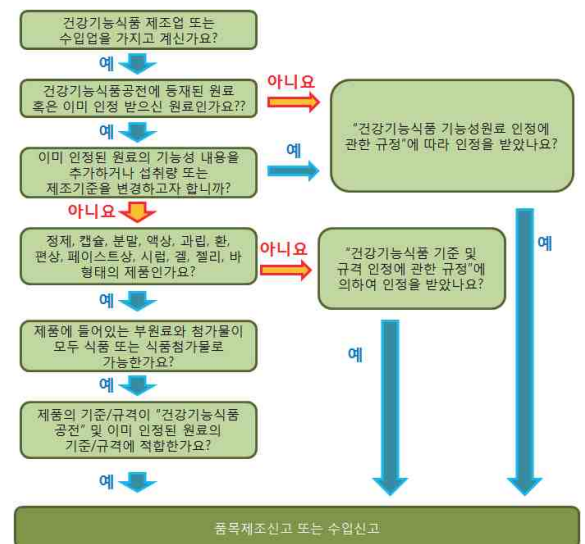 건강기능식품 제조업 또는
수입업을 가지고 계신가요?
예
건강기능식품공전에 등재된 원료
혹은 이미 인정 받으신 원료인가요??
아니요
"건강기능식품 기능성원료 인정에
관한 규정"에 따라 인정을 받았나요?
예
이미 인정된 원료의 기능성 내용을
추가하거나 섭취량 또는
제조기준을 변경하고자 합니까?
예
아니요
정제, 캡슐, 분말, 액상, 과립, 환,
편상, 페이스트상, 시럽, 겔, 젤리, 바
형태의 제품인가요?
아니요
"건강기능식품 기준 및
규격 인정에 관한 규정"에
의하여 인정을 받았나요?
예
예
제품에 들어있는 부원료와 첨가물이
모두 식품 또는 식품첨가물로
가능한가요?
예
예
제품의 기준/규격이 "건강기능식품
공전" 및 이미 인정된 원료의
기준/규격에 적합한가요?
예
품목제조신고 또는 수입신고